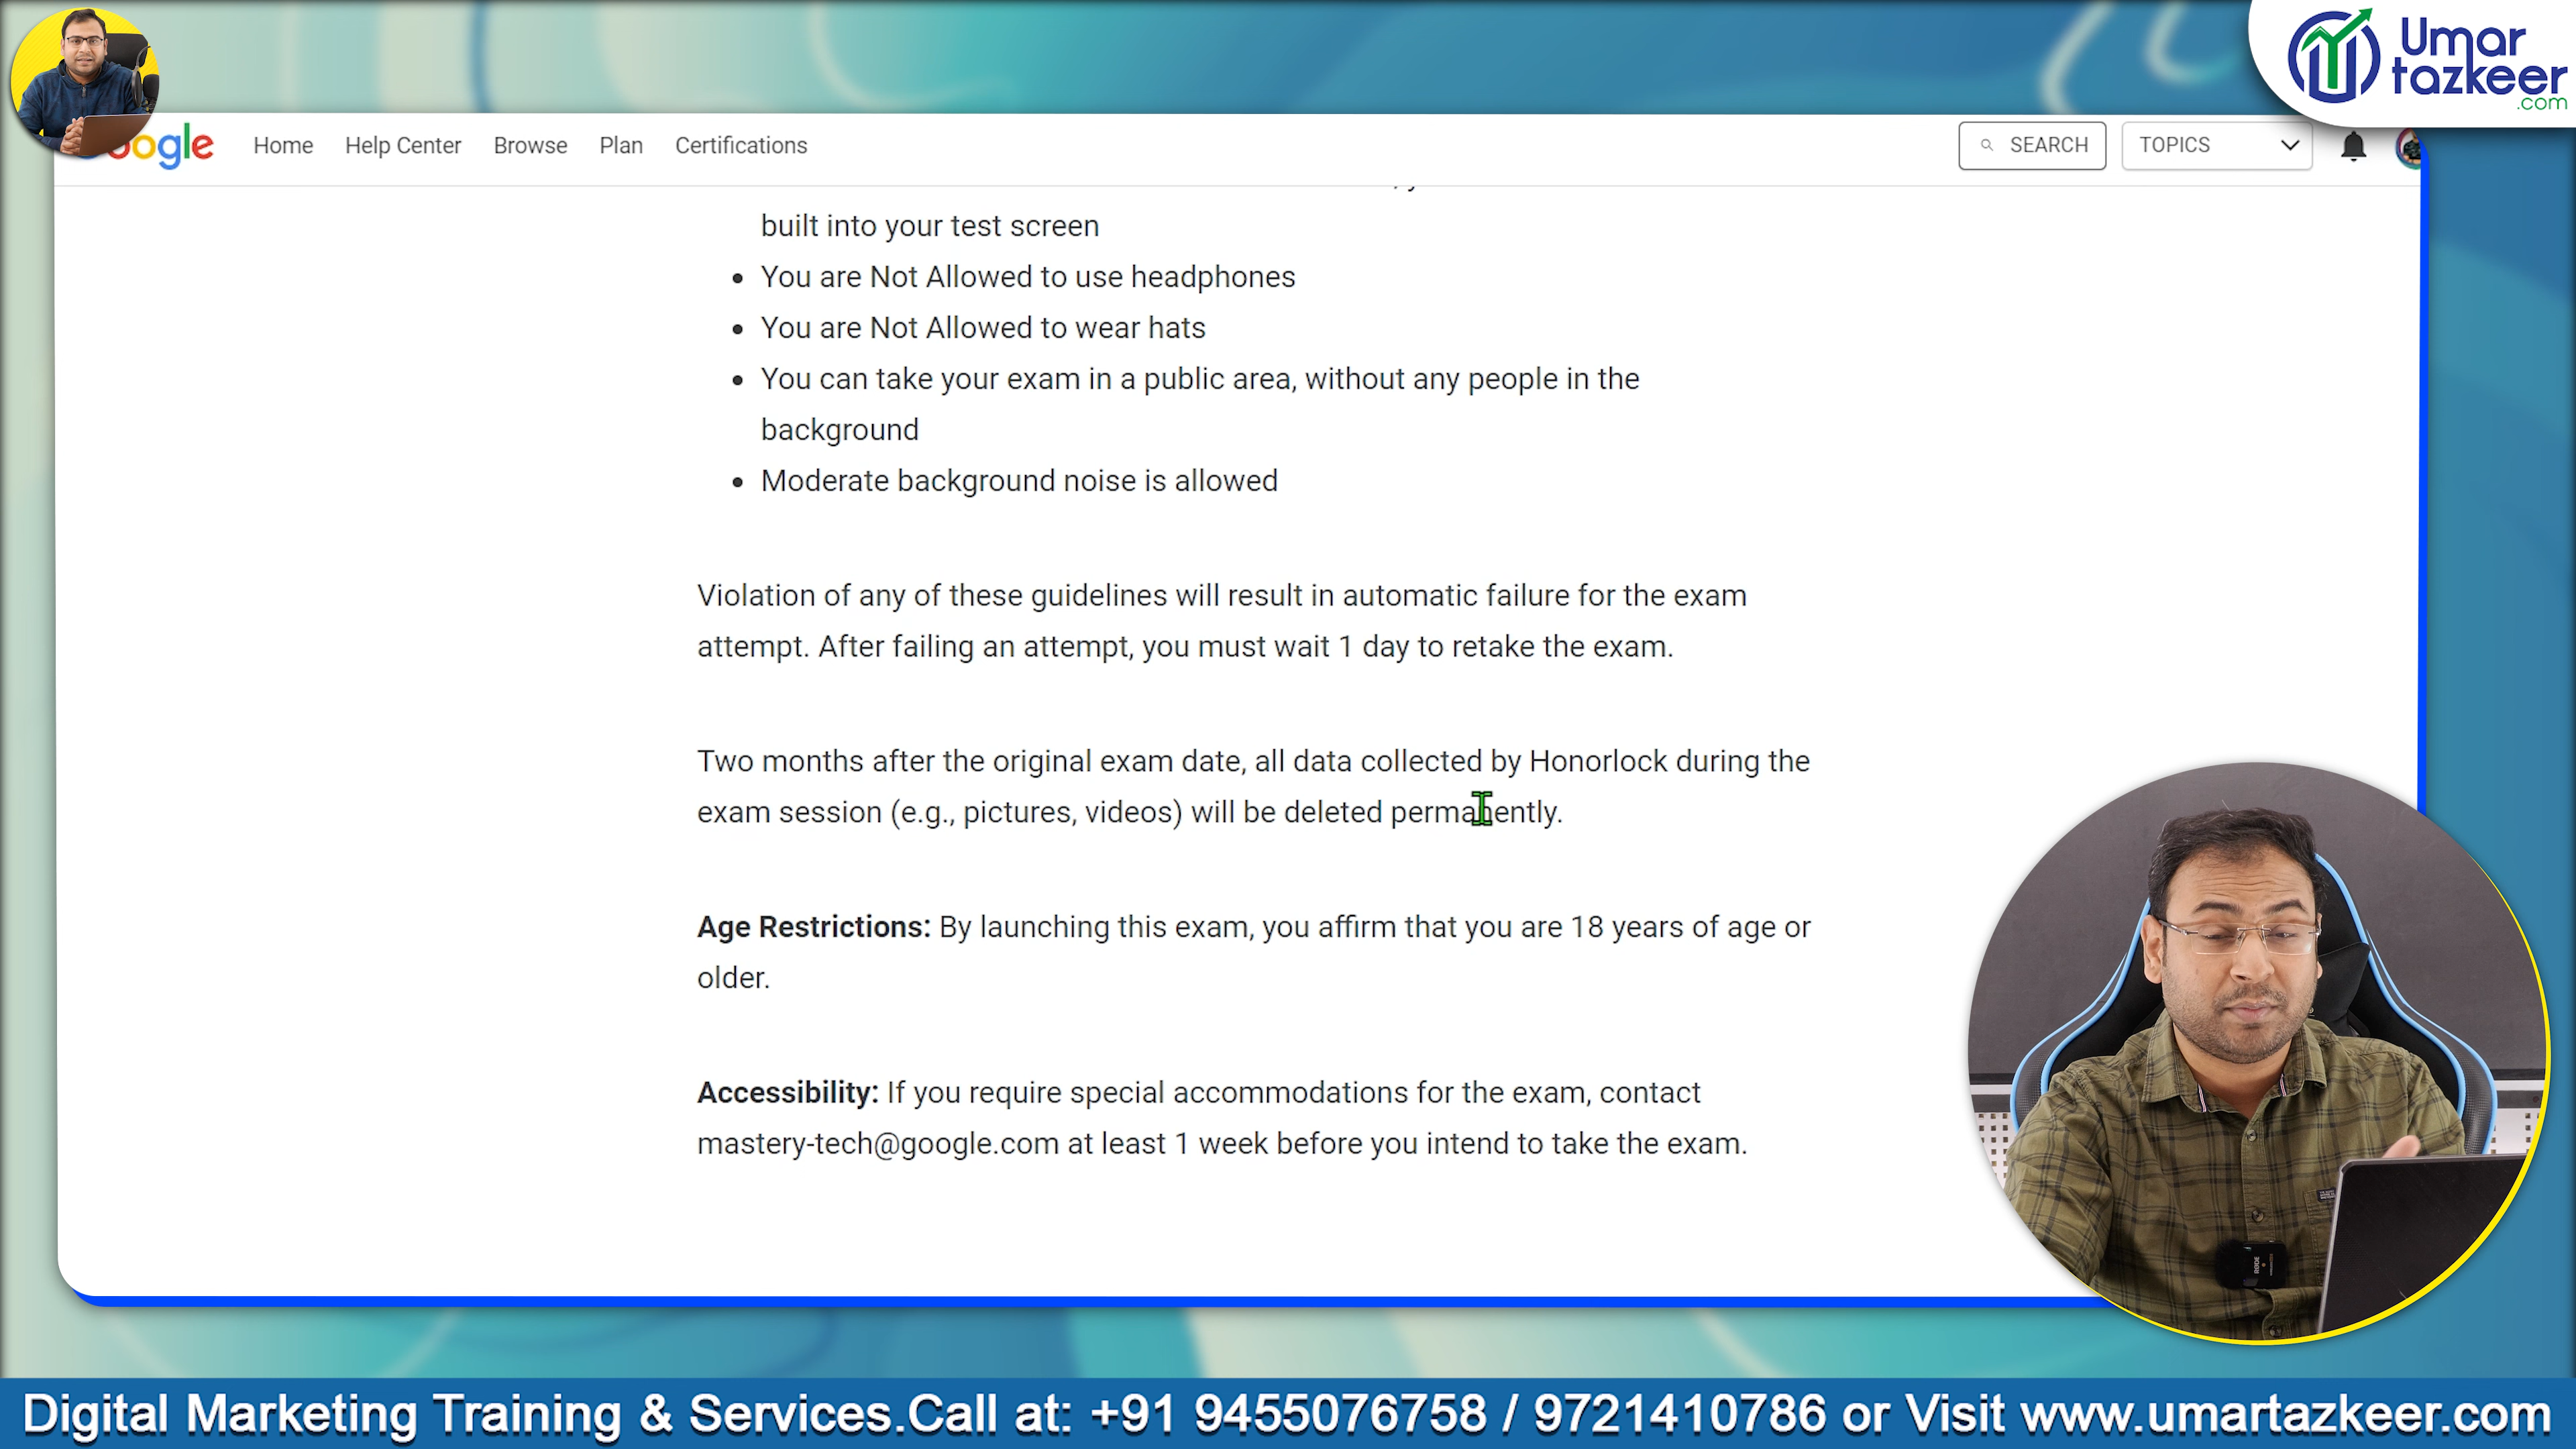 Umar
tazkeer
.com
Google
Home
Help Center
Browse
Plan
Certifications
SEARCH
TOPICS
built into your test screen
• You are Not Allowed to use headphones
• You are Not Allowed to wear hats
• You can take your exam in a public area, without any people in the
background
• Moderate background noise is allowed
Violation of any of these guidelines will result in automatic failure for the exam
attempt. After failing an attempt, you must wait 1 day to retake the exam.
Two months after the original exam date, all data collected by Honorlock during the
exam session (e.g., pictures, videos) will be deleted permanently.
Age Restrictions: By launching this exam, you affirm that you are 18 years of age or
older.
Accessibility: If you require special accommodations for the exam, contact
mastery-tech@google.com at least 1 week before you intend to take the exam.
RØDE
Digital Marketing Training & Services.Call at: +91 9455076758 / 9721410786 or Visit www.umartazkeer.com